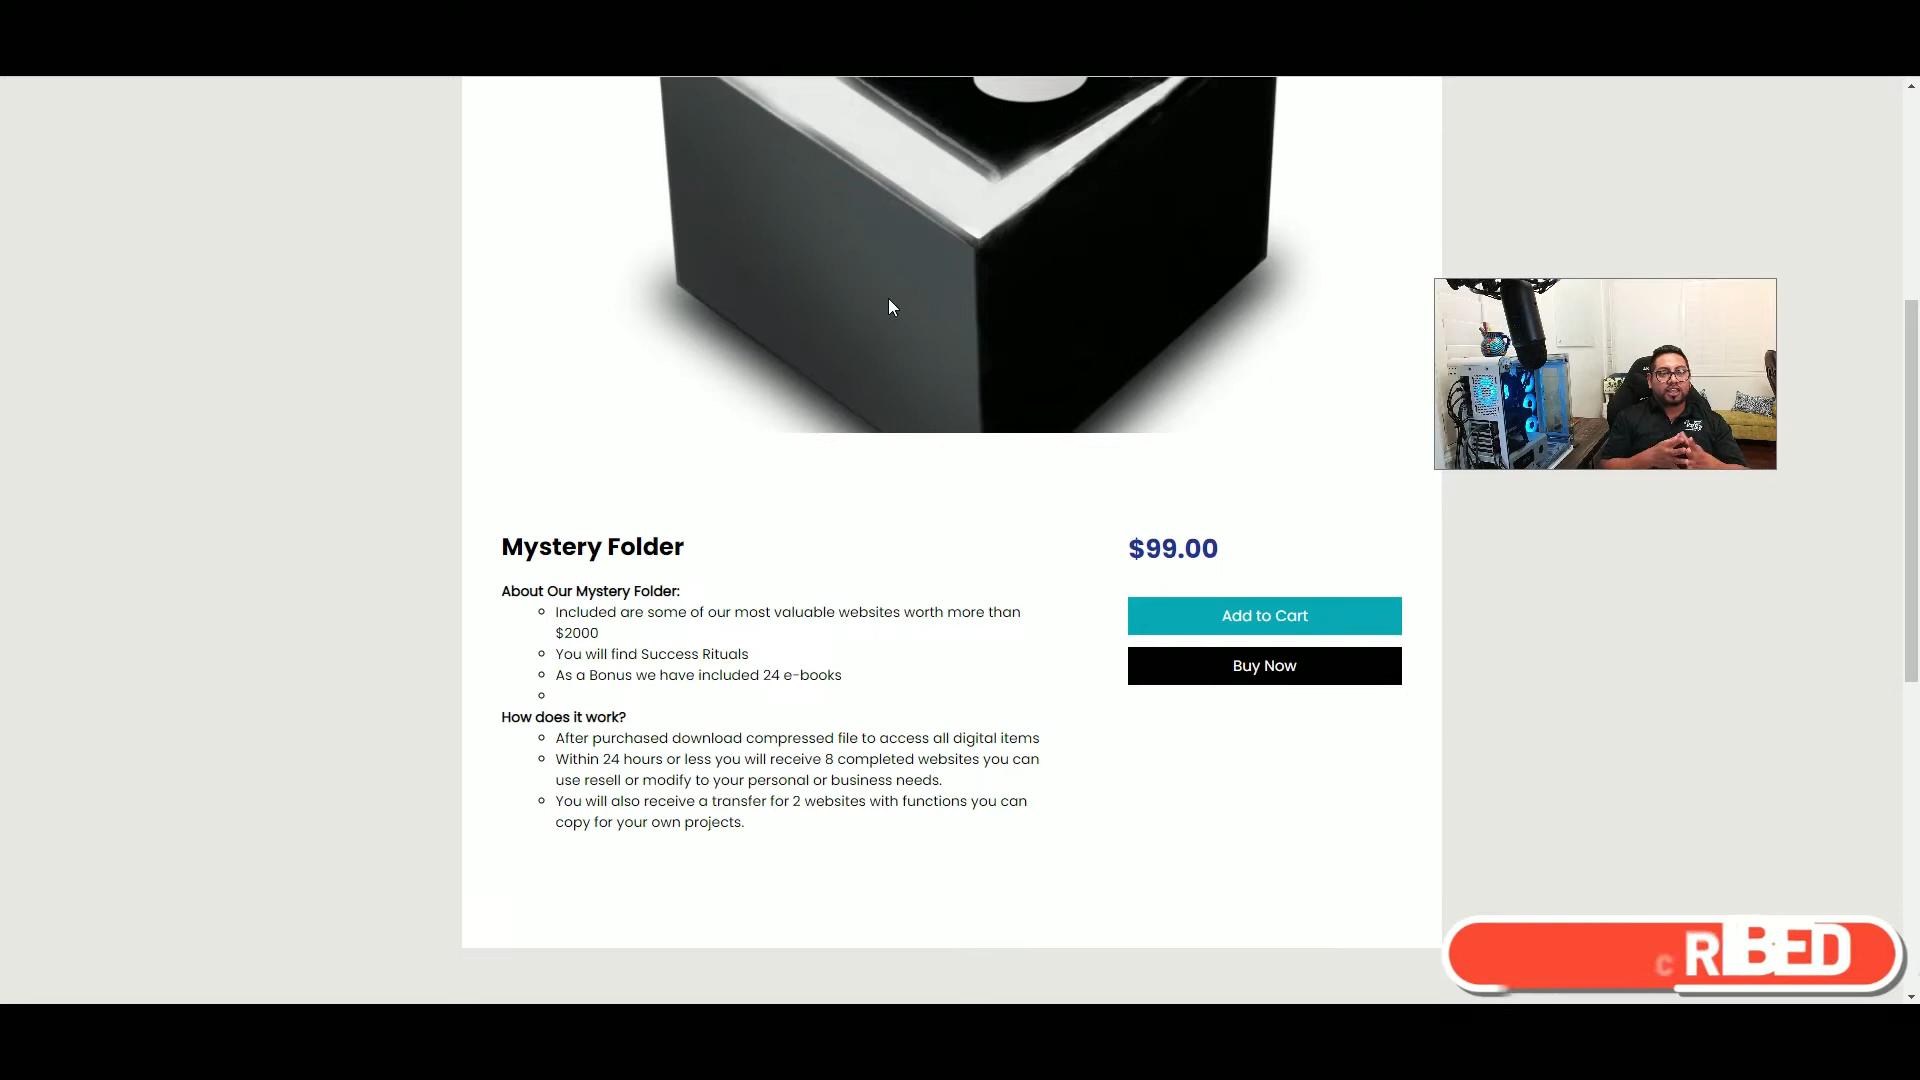 Mystery Folder
$99.00
About Our Mystery Folder:
Included are some of our most valuable websites worth more than
$2000
You will find Success Rituals
As a Bonus we have included 24 e-books
Add to Cart
Buy Now
How does it work?
After purchased download compressed file to access all digital items
Within 24 hours or less you will receive 8 completed websites you can
use resell or modify to your personal or business needs.
You will also receive a transfer for 2 websites with functions you can
copy for your own projects.
C RIBED